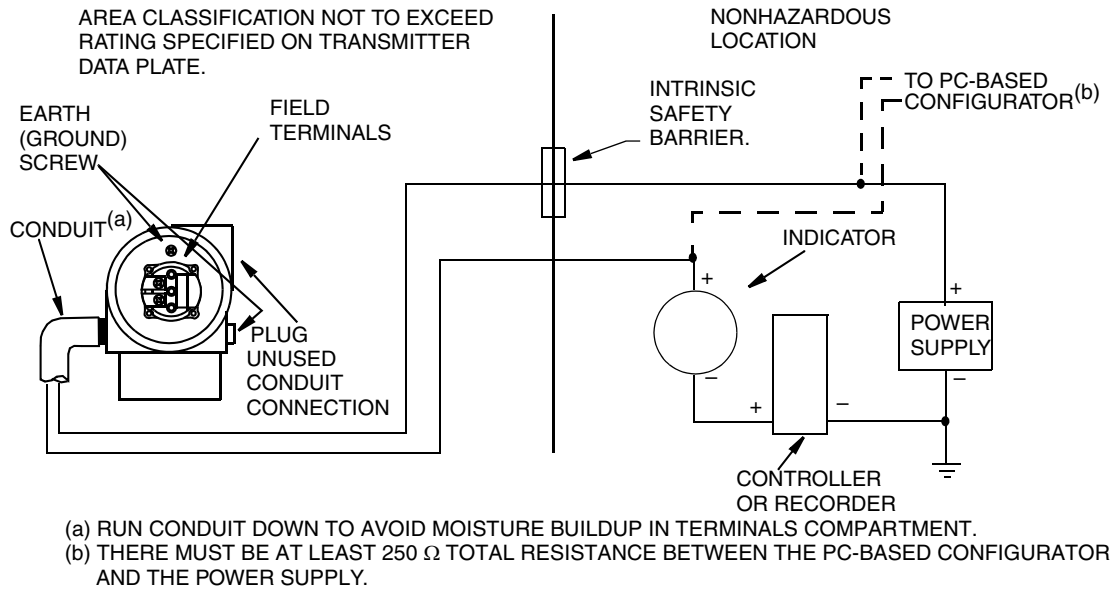 AREA CLASSIFICATION NOT TO EXCEED
RATING SPECIFIED ON TRANSMITTER
DATA PLATE.
NONHAZARDOUS
LOCATION
TO PC-BASED
CONFIGURATOR(b)
INTRINSIC
SAFETY
BARRIER.
EARTH
(GROUND)
SCREW
FIELD
TERMINALS
CONDUIT(a)
INDICATOR
+
+
POWER
SUPPLY
PLUG
UNUSED
CONDUIT
CONNECTION
–
–
+
–
CONTROLLER
OR RECORDER
(a) RUN CONDUIT DOWN TO AVOID MOISTURE BUILDUP IN TERMINALS COMPARTMENT.
(b) THERE MUST BE AT LEAST 250 Ω TOTAL RESISTANCE BETWEEN THE PC-BASED CONFIGURATOR
AND THE POWER SUPPLY.